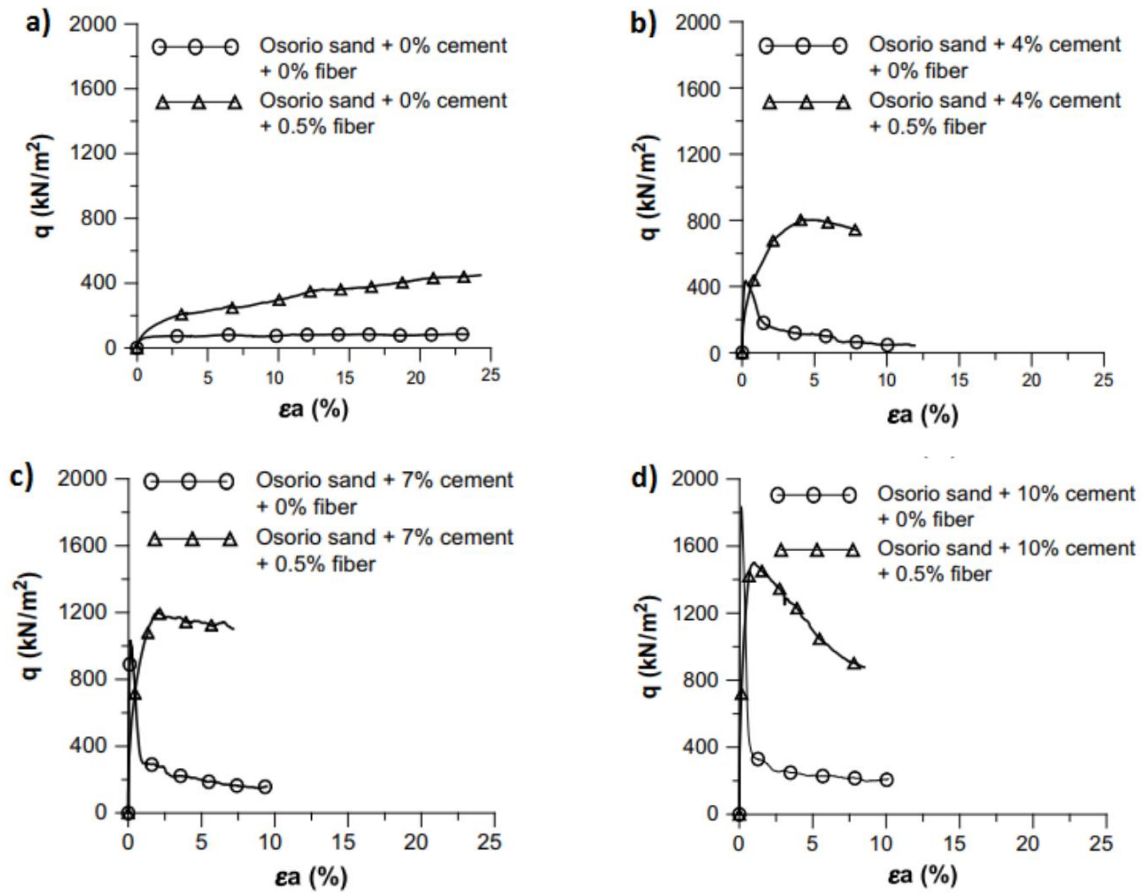 a)
2000
1600
1200
800
400
0
q (kN/m²)
Osorio sand + 0% cement
+ 0% fiber
Osorio sand + 0% cement
+ 0.5% fiber
0 5 10 15 20 25
εa (%)
b)
2000
1600
1200
800
400
0
q (kN/m²)
Osorio sand + 4% cement
+ 0% fiber
Osorio sand + 4% cement
+ 0.5% fiber
0 5 10 15 20 25
εa (%)
c)
2000
1600
1200
800
400
0
q (kN/m²)
Osorio sand + 7% cement
+ 0% fiber
Osorio sand + 7% cement
+ 0.5% fiber
0 5 10 15 20 25
εa (%)
d)
2000
1600
1200
800
400
0
q (kN/m²)
Osorio sand + 10% cement
+ 0% fiber
Osorio sand + 10% cement
+ 0.5% fiber
0 5 10 15 20 25
εa (%)